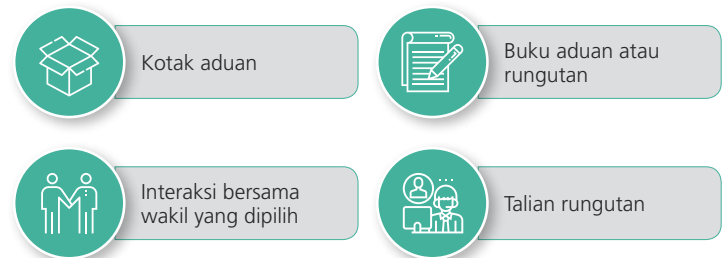 Kotak aduan
Buku aduan atau
rungutan
Interaksi bersama
wakil yang dipilih
Talian rungutan